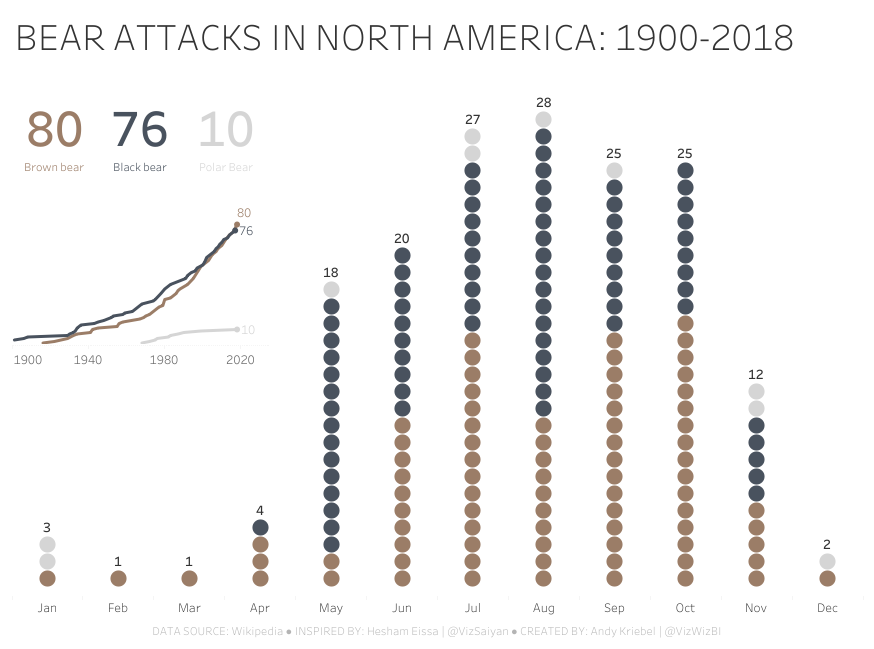 BEAR ATTACKS IN NORTH AMERICA: 1900-2018
80 76 10
Brown bear Black bear Polar Bear
80
76
10
1900 1940 1980 2020
3
1
1
4
18
20
27
28
25
25
12
2
Jan Feb Mar Apr May Jun Jul Aug Sep Oct Nov Dec
DATA SOURCE: Wikipedia ● INSPIRED BY: Hesham Eissa | @VizSaiyan ● CREATED BY: Andy Kriebel | @VizWizBI